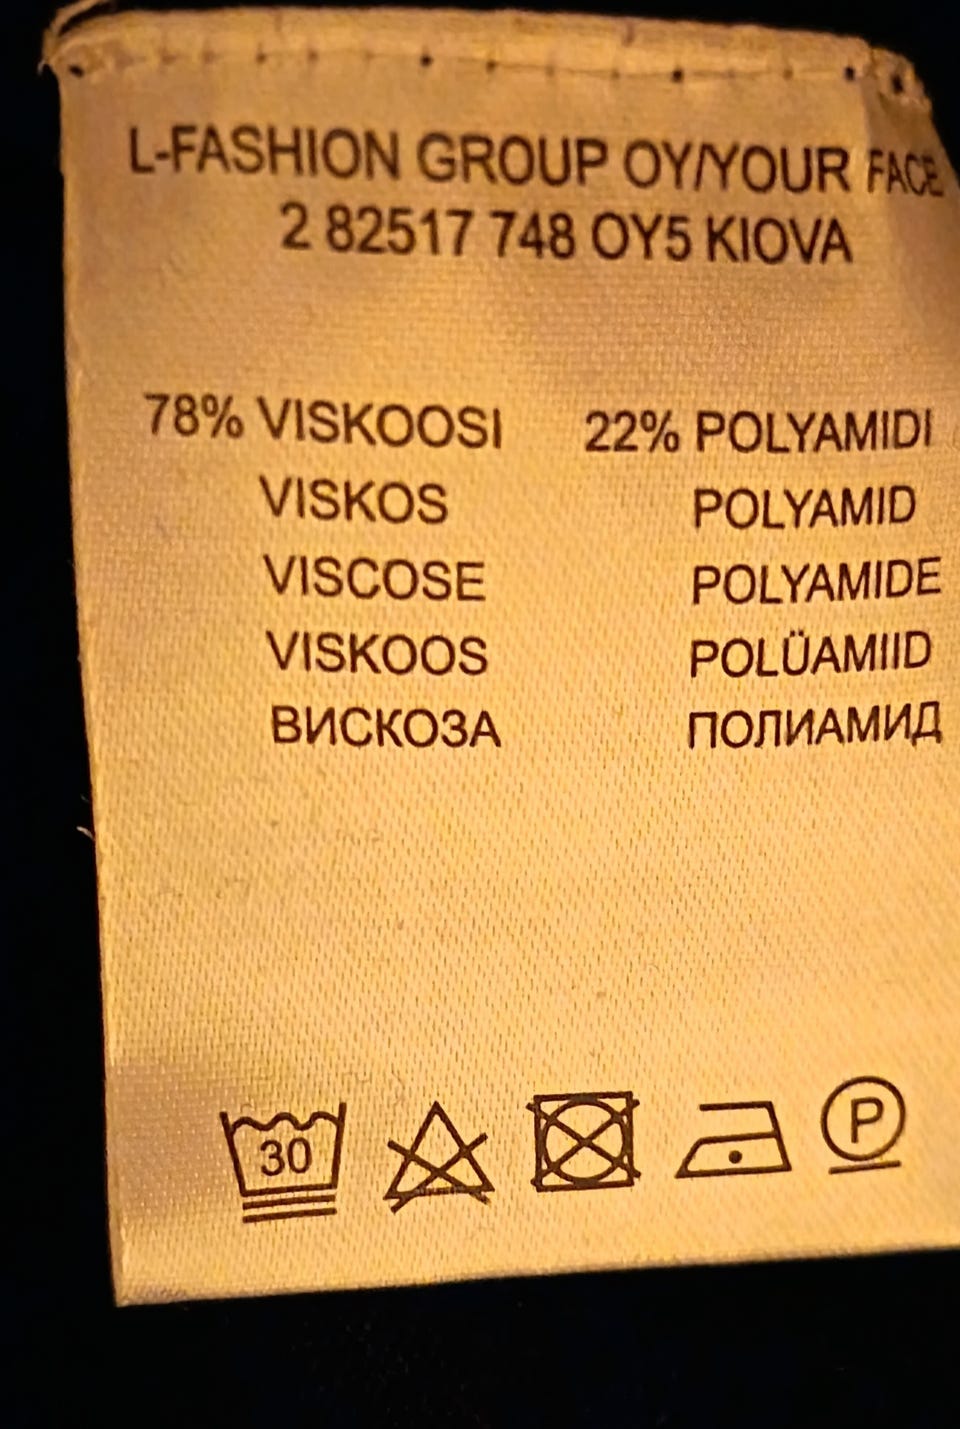 L-FASHION GROUP OY/YOUR FACE
2 82517 748 OY5 KIOVA
78% VISKOOSI 22% POLYAMIDI
VISKOS POLYAMID
VISCOSE POLYAMIDE
VISKOOS POLÜAMIID
ВИСКОЗА ПОЛИАМИД
30 P